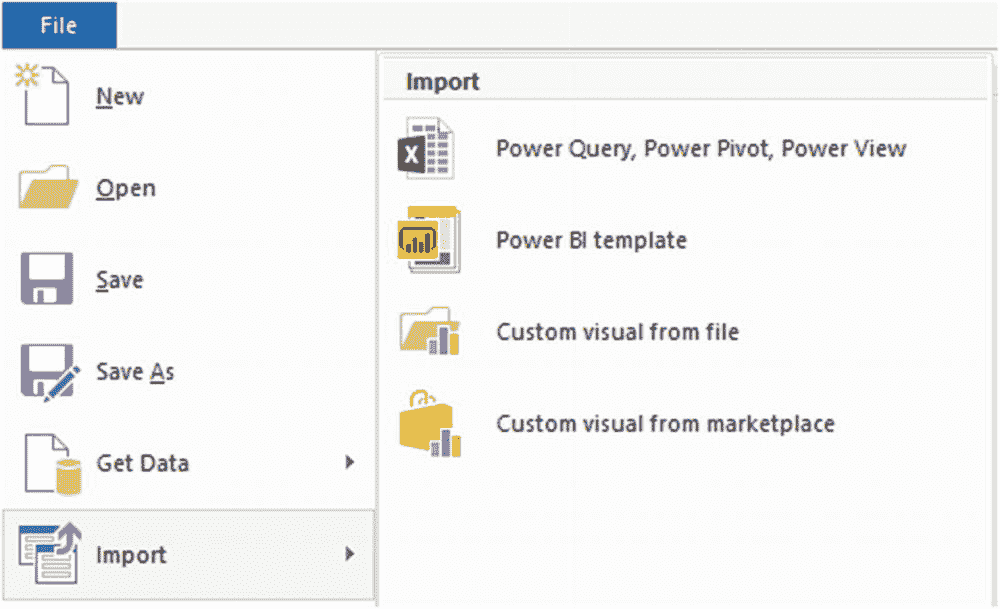 File
New
Open
Save
Save As
Get Data
Import
Import
Power Query, Power Pivot, Power View
Power BI template
Custom visual from file
Custom visual from marketplace